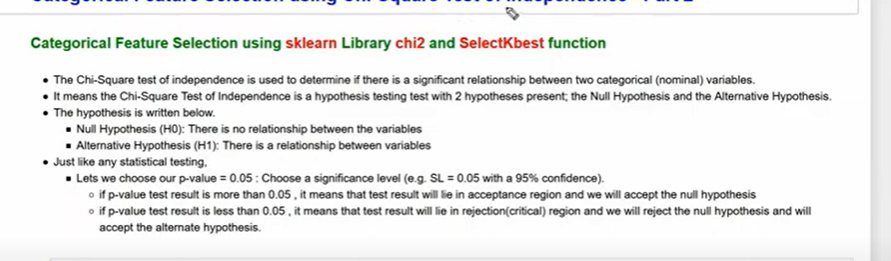 Categorical Feature Selection using Chi-Square Test of Independence - Part 2
Categorical Feature Selection using sklearn Library chi2 and SelectKbest function
• The Chi-Square test of independence is used to determine if there is a significant relationship between two categorical (nominal) variables.
• It means the Chi-Square Test of Independence is a hypothesis testing test with 2 hypotheses present; the Null Hypothesis and the Alternative Hypothesis.
• The hypothesis is written below.
▪ Null Hypothesis (H0): There is no relationship between the variables
▪ Alternative Hypothesis (H1): There is a relationship between variables
• Just like any statistical testing,
▪ Lets we choose our p-value = 0.05 : Choose a significance level (e.g. SL = 0.05 with a 95% confidence).
○ if p-value test result is more than 0.05 , it means that test result will lie in acceptance region and we will accept the null hypothesis
○ if p-value test result is less than 0.05 , it means that test result will lie in rejection(critical) region and we will reject the null hypothesis and will
accept the alternate hypothesis.